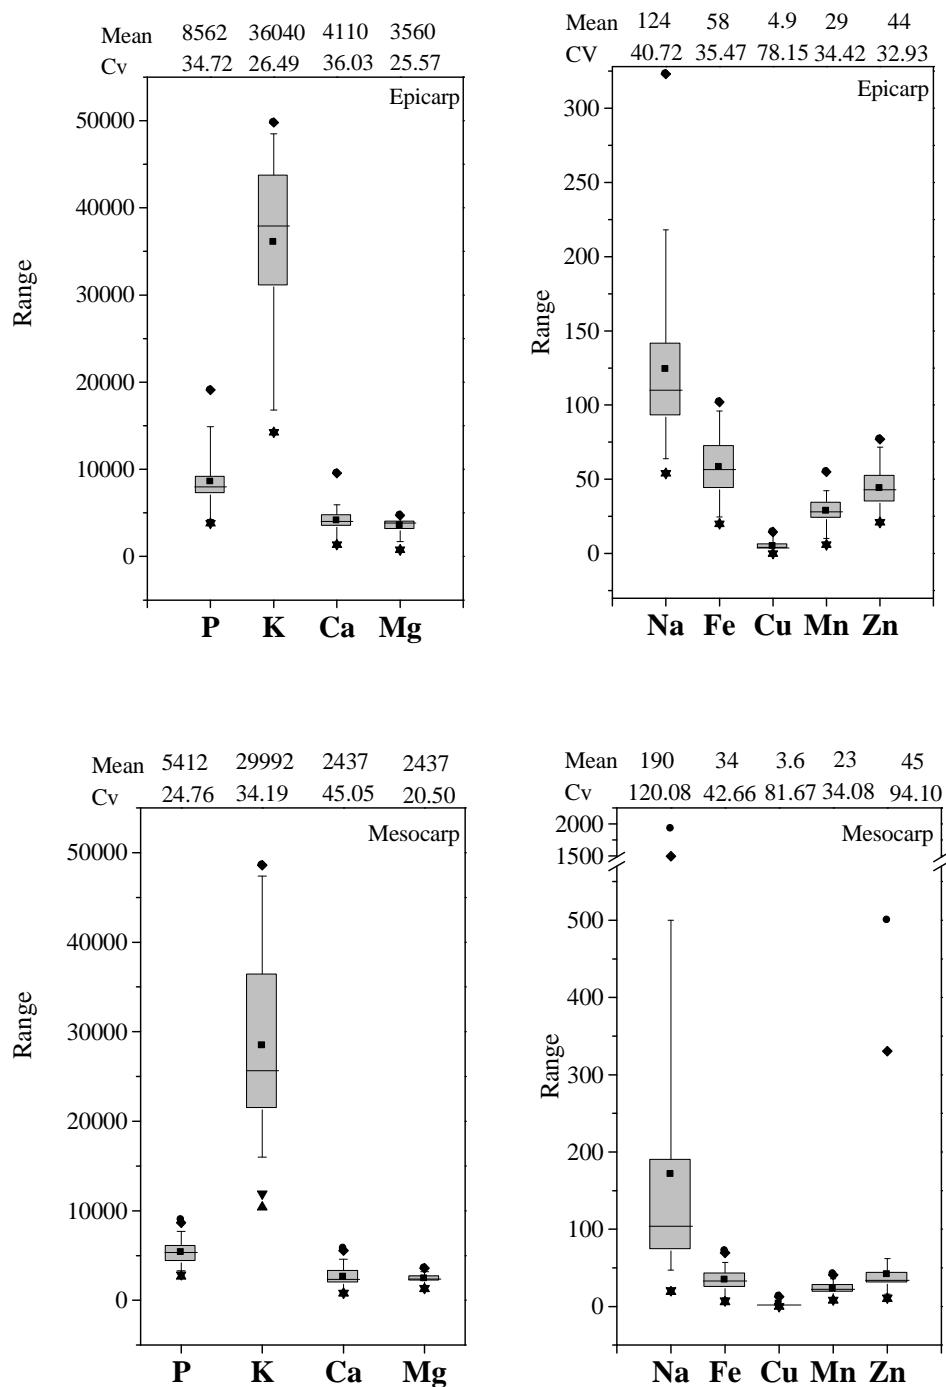 Mean 8562 36040 4110 3560
Cv 34.72 26.49 36.03 25.57
Epicarp
50000
40000
30000
20000
10000
0
Range
P K Ca Mg
Mean 124 58 4.9 29 44
CV 40.72 35.47 78.15 34.42 32.93
Epicarp
300
250
200
150
100
50
0
Range
Na Fe Cu Mn Zn
Mean 5412 29992 2437 2437
Cv 24.76 34.19 45.05 20.50
Mesocarp
50000
40000
30000
20000
10000
0
Range
P K Ca Mg
Mean 190 34 3.6 23 45
Cv 120.08 42.66 81.67 34.08 94.10
Mesocarp
2000
1500
500
400
300
200
100
0
Range
Na Fe Cu Mn Zn